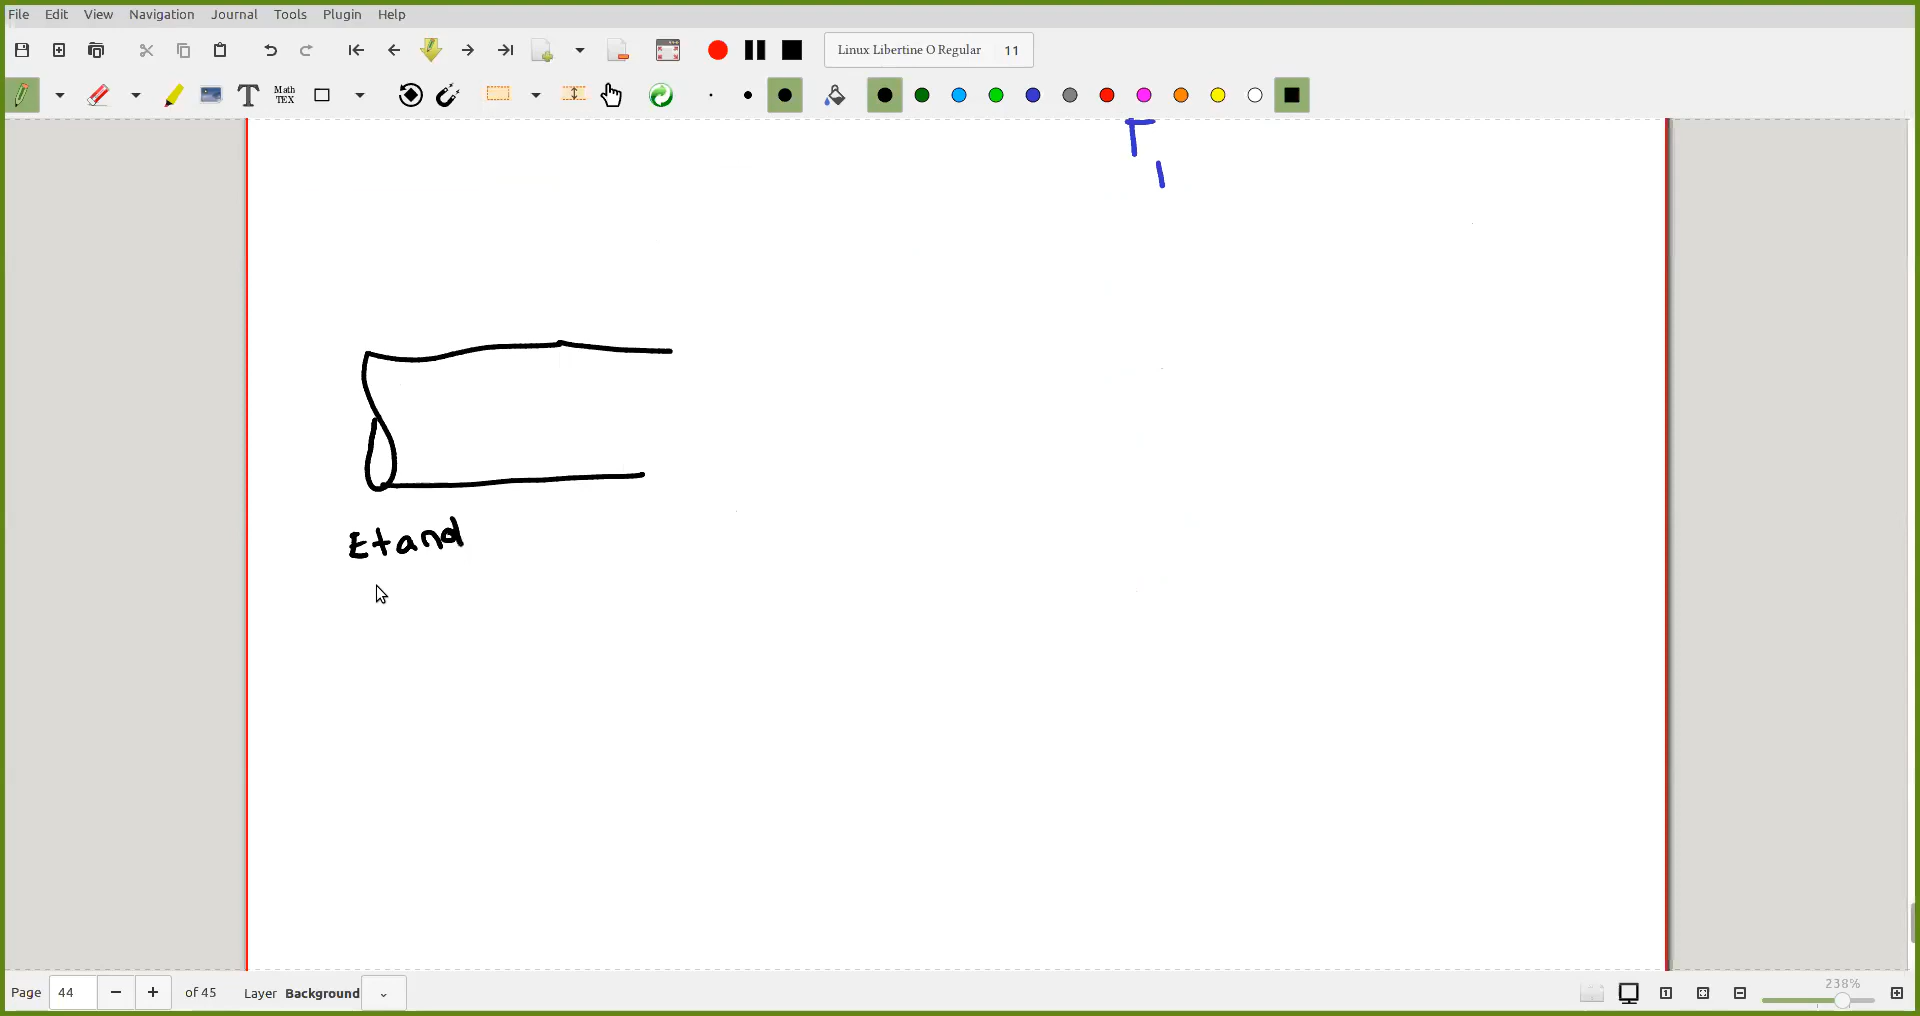 File Edit View Navigation Journal Tools Plugin Help
Linux Libertine O Regular 11
T Math TEX
Etand
Page 44 of 45 Layer Background 238%